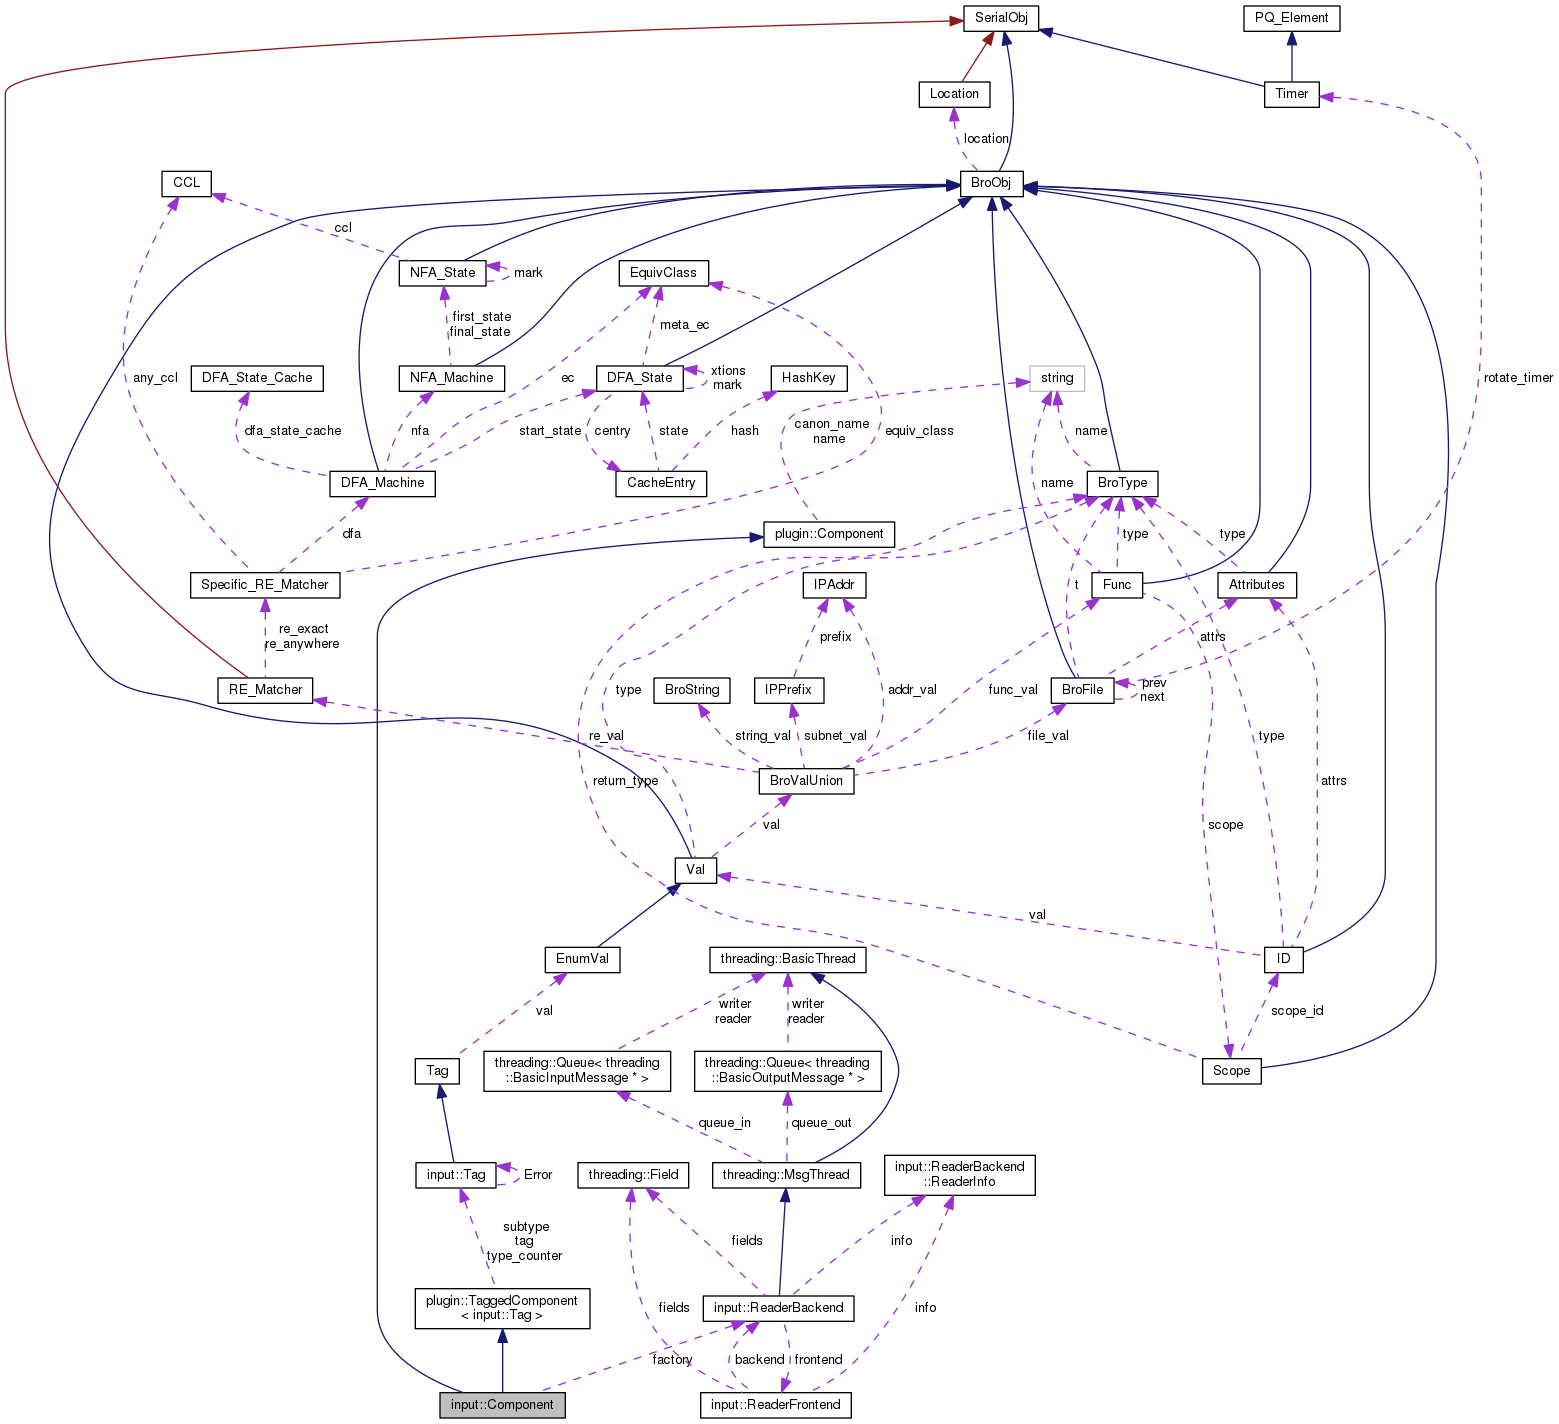 SerialObj
PQ_Element
Location
Timer
location
CCL
BroObj
ccl
NFA_State
mark
EquivClass
first_state
final_state
meta_ec
any_ccl
DFA_State_Cache
NFA_Machine
ec
DFA_State
xtions
mark
HashKey
string
rotate_timer
dfa_state_cache
nfa
start_state
centry
state
hash
canon_name
name
equiv_class
name
DFA_Machine
CacheEntry
name
BroType
dfa
plugin::Component
type
type
Specific_RE_Matcher
IPAddr
t
Func
Attributes
re_exact
re_anywhere
prefix
attrs
RE_Matcher
type
BroString
IPPrefix
addr_val
func_val
BroFile
prev
next
re_val
string_val
subnet_val
file_val
type
return_type
BroValUnion
attrs
val
scope
Val
val
EnumVal
threading::BasicThread
ID
val
writer
reader
writer
reader
scope_id
Tag
threading::Queue< threading
::BasicInputMessage * >
threading::Queue< threading
::BasicOutputMessage * >
Scope
queue_in
queue_out
input::Tag
Error
threading::Field
threading::MsgThread
input::ReaderBackend
::ReaderInfo
subtype
tag
type_counter
fields
info
plugin::TaggedComponent
< input::Tag >
fields
input::ReaderBackend
info
factory
backend
frontend
input::Component
input::ReaderFrontend